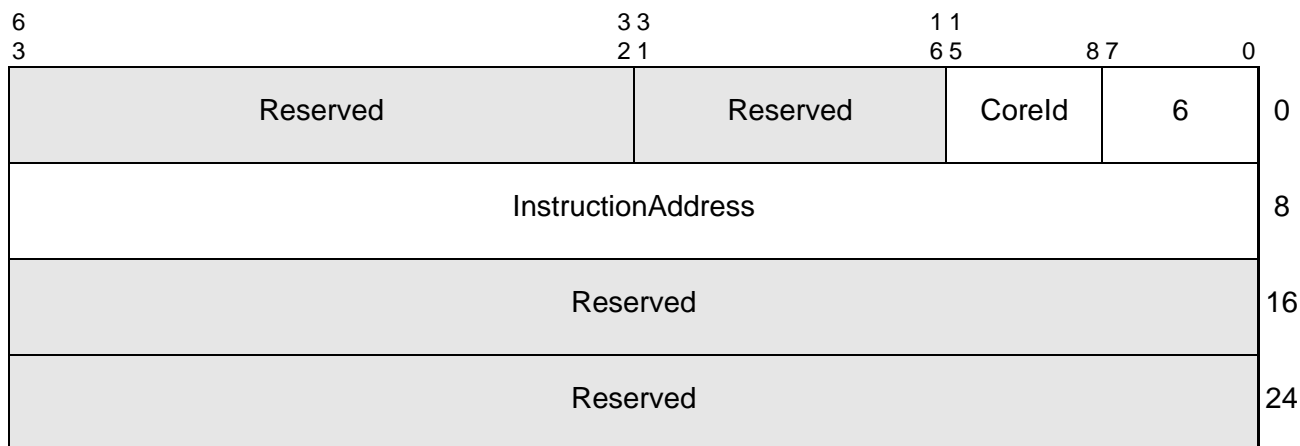 6 3 3 1 1
3 2 1 6 5 8 7 0
Reserved Reserved CoreId 6 0
InstructionAddress 8
Reserved 16
Reserved 24